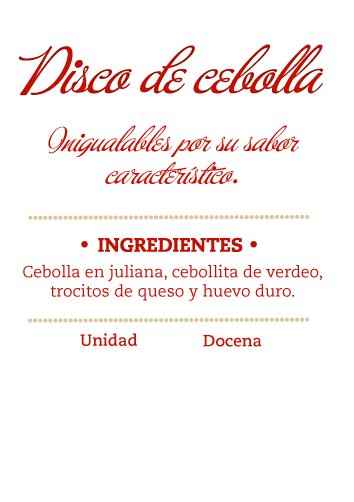 Disco de cebolla
Inigualables por su sabor
característico.
• INGREDIENTES •
Cebolla en juliana, cebollita de verdeo,
trocitos de queso y huevo duro.
Unidad Docena